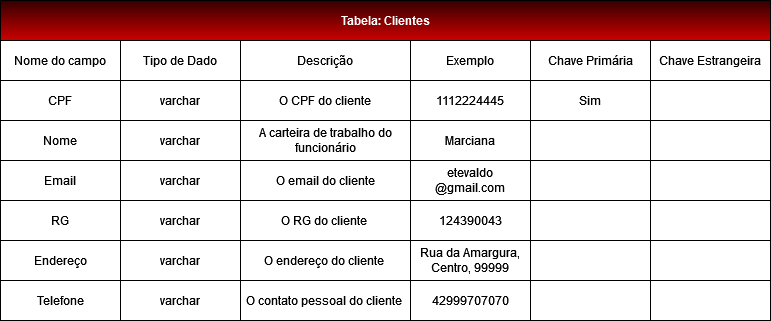 Tabela: Clientes
Nome do campo Tipo de Dado Descrição Exemplo Chave Primária Chave Estrangeira
CPF varchar O CPF do cliente 1112224445 Sim
Nome varchar A carteira de trabalho do
funcionário Marciana
Email varchar O email do cliente etevaldo
@gmail.com
RG varchar O RG do cliente 124390043
Endereço varchar O endereço do cliente Rua da Amargura,
Centro, 99999
Telefone varchar O contato pessoal do cliente 42999707070